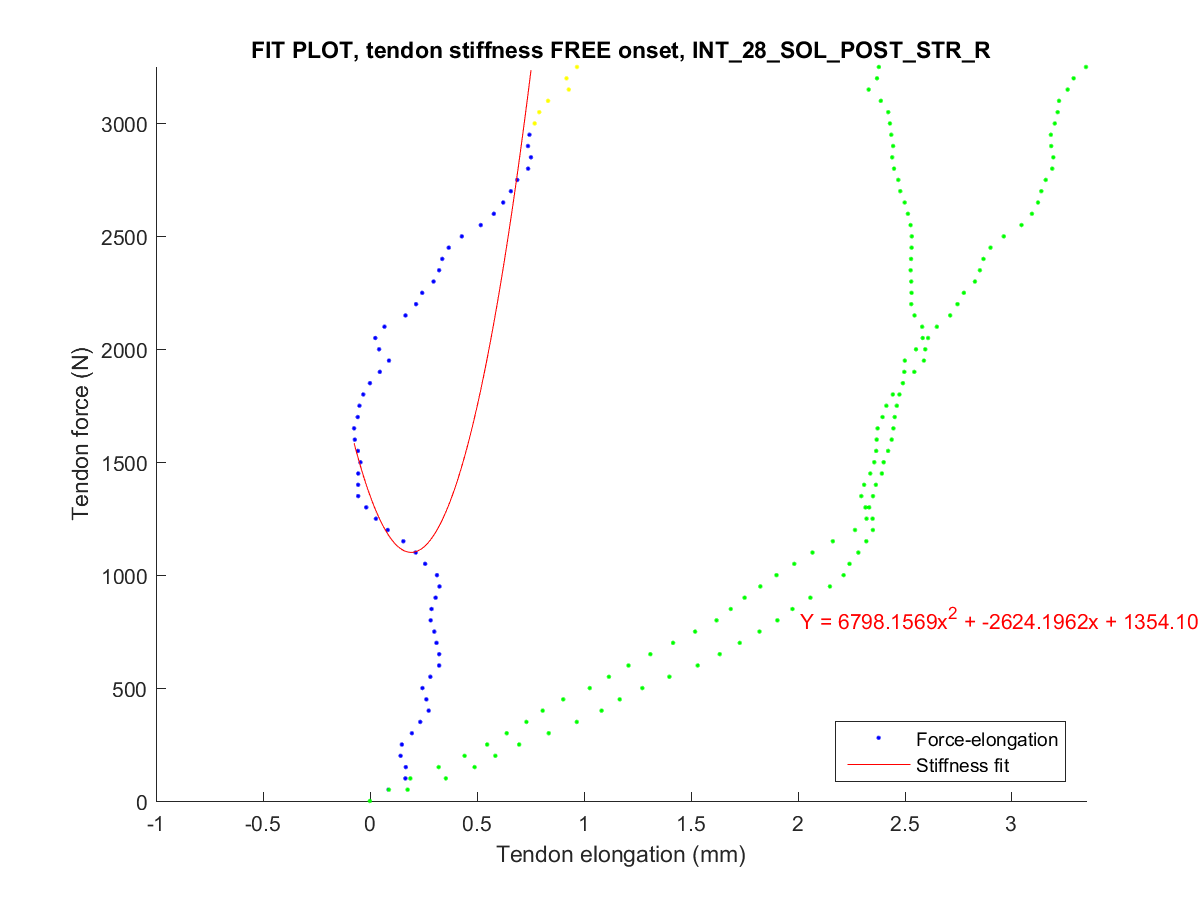 FIT PLOT, tendon stiffness FREE onset, INT_28_SOL_POST_STR_R
3000
2500
2000
1500
1000
500
0
Tendon force (N)
Y = 6798.1569x^2 + -2624.1962x + 1354.10
Force-elongation
Stiffness fit
-1 -0.5 0 0.5 1 1.5 2 2.5 3
Tendon elongation (mm)